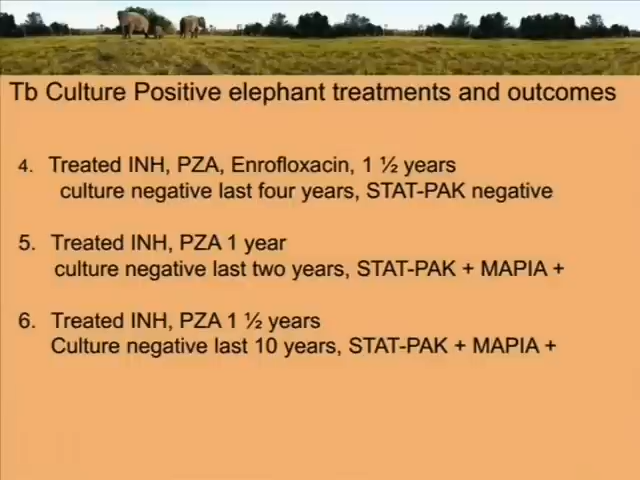 Tb Culture Positive elephant treatments and outcomes
4. Treated INH, PZA, Enrofloxacin, 1 ½ years
culture negative last four years, STAT-PAK negative
5. Treated INH, PZA 1 year
culture negative last two years, STAT-PAK + MAPIA +
6. Treated INH, PZA 1 ½ years
Culture negative last 10 years, STAT-PAK + MAPIA +